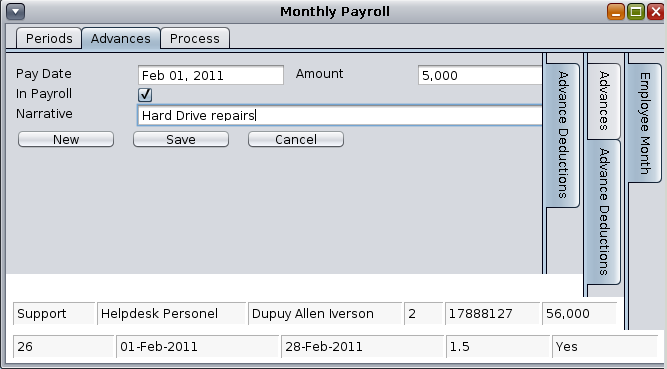 Monthly Payroll
Periods Advances Process
Pay Date Feb 01, 2011 Amount 5,000
In Payroll
Narrative Hard Drive repairs
New Save Cancel
Advance Deductions
Advances
Advance Deductions
Employee Month
Support Helpdesk Personel Dupuy Allen Iverson 2 17888127 56,000
26 01-Feb-2011 28-Feb-2011 1.5 Yes